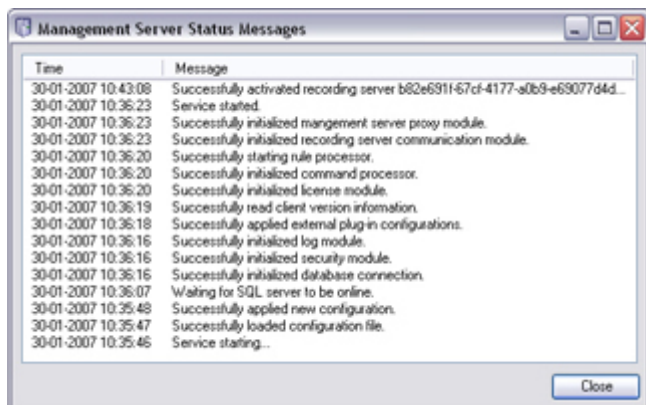 Management Server Status Messages
Time Message
30-01-2007 10:43:08 Successfully activated recording server b82e691f-67cf-4177-a0b9-e69077d4d...
30-01-2007 10:36:23 Service started.
30-01-2007 10:36:23 Successfully initialized mangement server proxy module.
30-01-2007 10:36:23 Successfully initialized recording server communication module.
30-01-2007 10:36:20 Successfully starting rule processor.
30-01-2007 10:36:20 Successfully initialized command processor.
30-01-2007 10:36:20 Successfully initialized license module.
30-01-2007 10:36:19 Successfully read client version information.
30-01-2007 10:36:18 Successfully applied external plug-in configurations.
30-01-2007 10:36:16 Successfully initialized log module.
30-01-2007 10:36:16 Successfully initialized security module.
30-01-2007 10:36:16 Successfully initialized database connection.
30-01-2007 10:36:07 Waiting for SQL server to be online.
30-01-2007 10:35:48 Successfully applied new configuration.
30-01-2007 10:35:47 Successfully loaded configuration file.
30-01-2007 10:35:46 Service starting...
Close